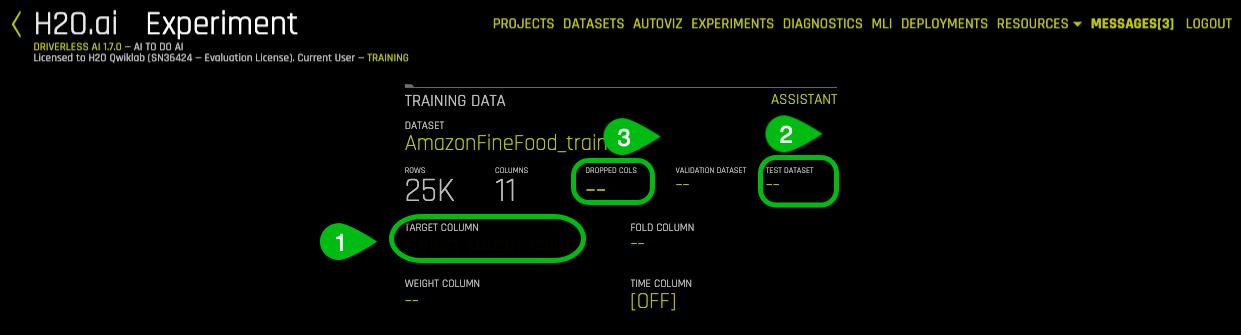 H2O.ai Experiment
PROJECTS DATASETS AUTOVIZ EXPERIMENTS DIAGNOSTICS MLI DEPLOYMENTS RESOURCES MESSAGES[3] LOGOUT
DRIVERLESS AI 1.7.0 – AI TO DO AI
Licensed to H2O Qwiklab (SN36424 – Evaluation License). Current User – TRAINING
TRAINING DATA ASSISTANT
DATASET
AmazonFineFood_train
3
2
ROWS COLUMNS DROPPED COLS VALIDATION DATASET TEST DATASET
25K 11 -- -- --
1
TARGET COLUMN FOLD COLUMN
--
WEIGHT COLUMN TIME COLUMN
-- [OFF]